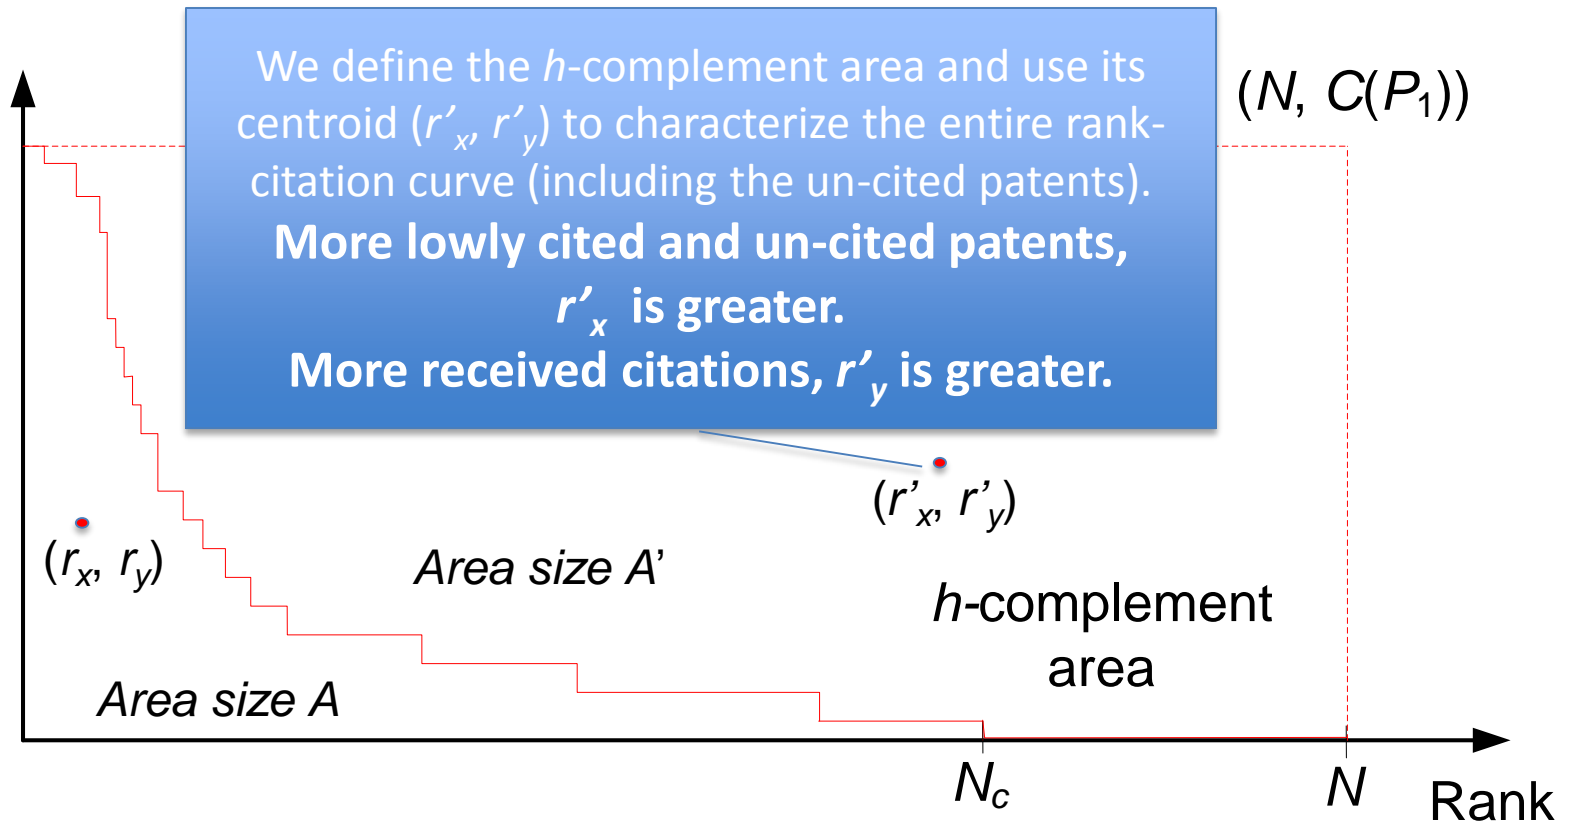 We define the h-complement area and use its
centroid (r'x, r'y) to characterize the entire rank-
citation curve (including the un-cited patents).
More lowly cited and un-cited patents,
r'x is greater.
More received citations, r'y is greater.
(N, C(P1))
(r'x, r'y)
(rx, ry)
Area size A'
h-complement
area
Area size A
Nc
N
Rank